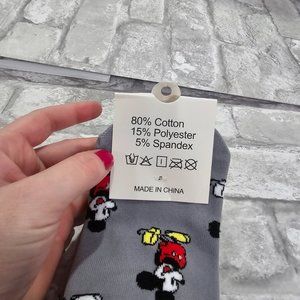 80% Cotton
15% Polyester
5% Spandex
MADE IN CHINA